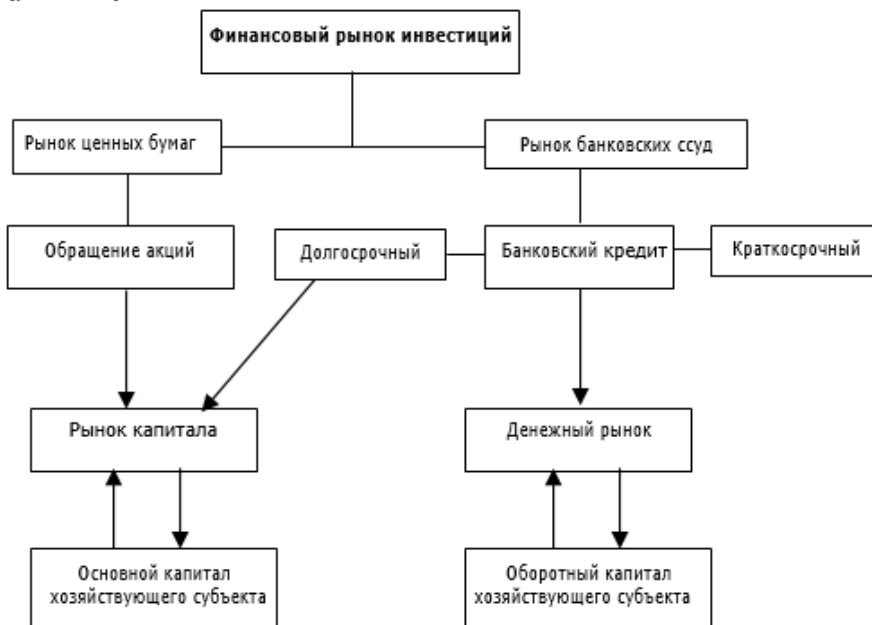 Финансовый рынок инвестиций
Рынок ценных бумаг
Рынок банковских ссуд
Обращение акций
Долгосрочный
Банковский кредит
Краткосрочный
Рынок капитала
Денежный рынок
Основной капитал
хозяйствующего субъекта
Оборотный капитал
хозяйствующего субъекта